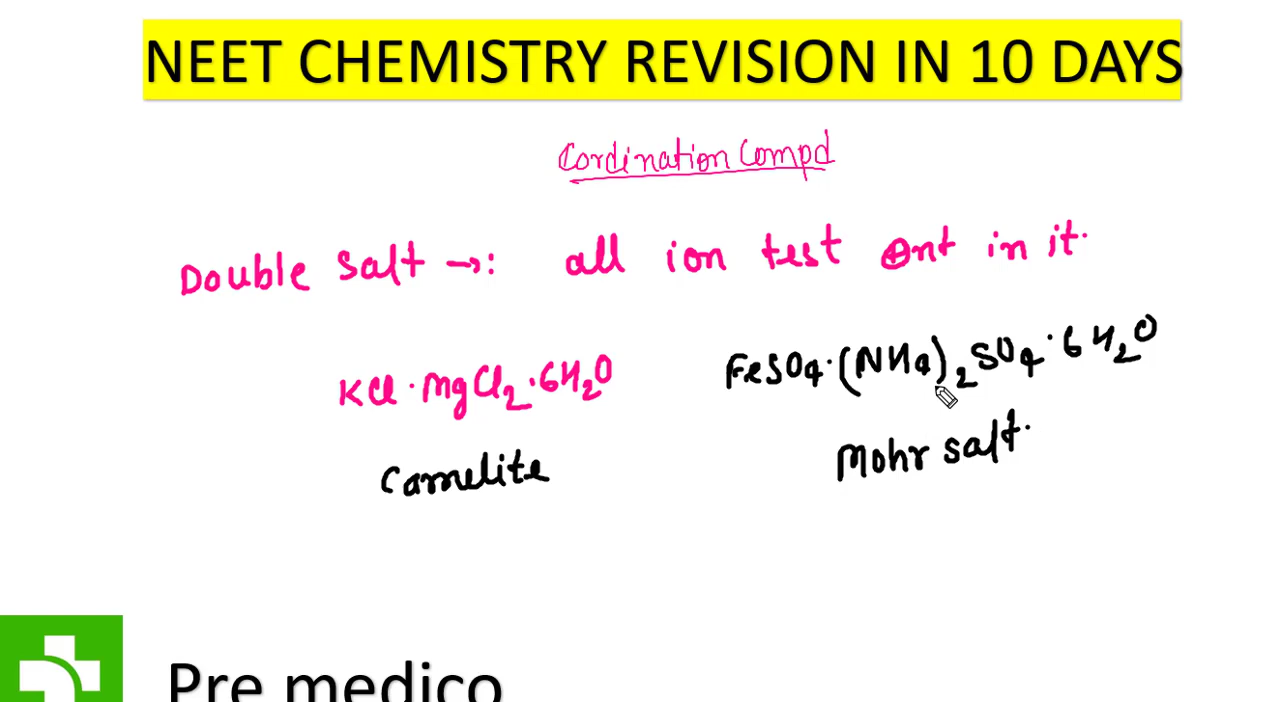 NEET CHEMISTRY REVISION IN 10 DAYS
Cordination Compd
Double Salt →: all ion test ⊕nt in it.
KCl·MgCl₂·6H₂O FeSO₄·(NH₄)₂SO₄·6H₂O
Carnelite Mohr salt.
Pre medico